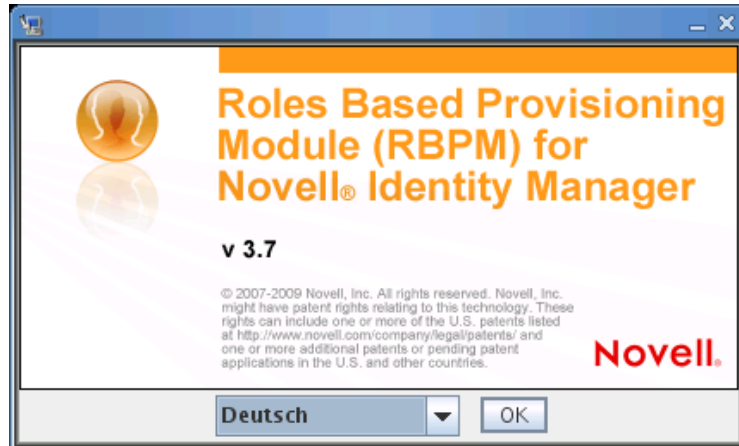 Roles Based Provisioning
Module (RBPM) for
Novell® Identity Manager
v 3.7
© 2007-2009 Novell, Inc. All rights reserved. Novell, Inc.
might have patent rights relating to this technology. These
rights can include one or more of the U.S. patents listed
at http://www.novell.com/company/legal/patents/ and
one or more additional patents or pending patent
applications in the U.S. and other countries.
Novell®
Deutsch
OK